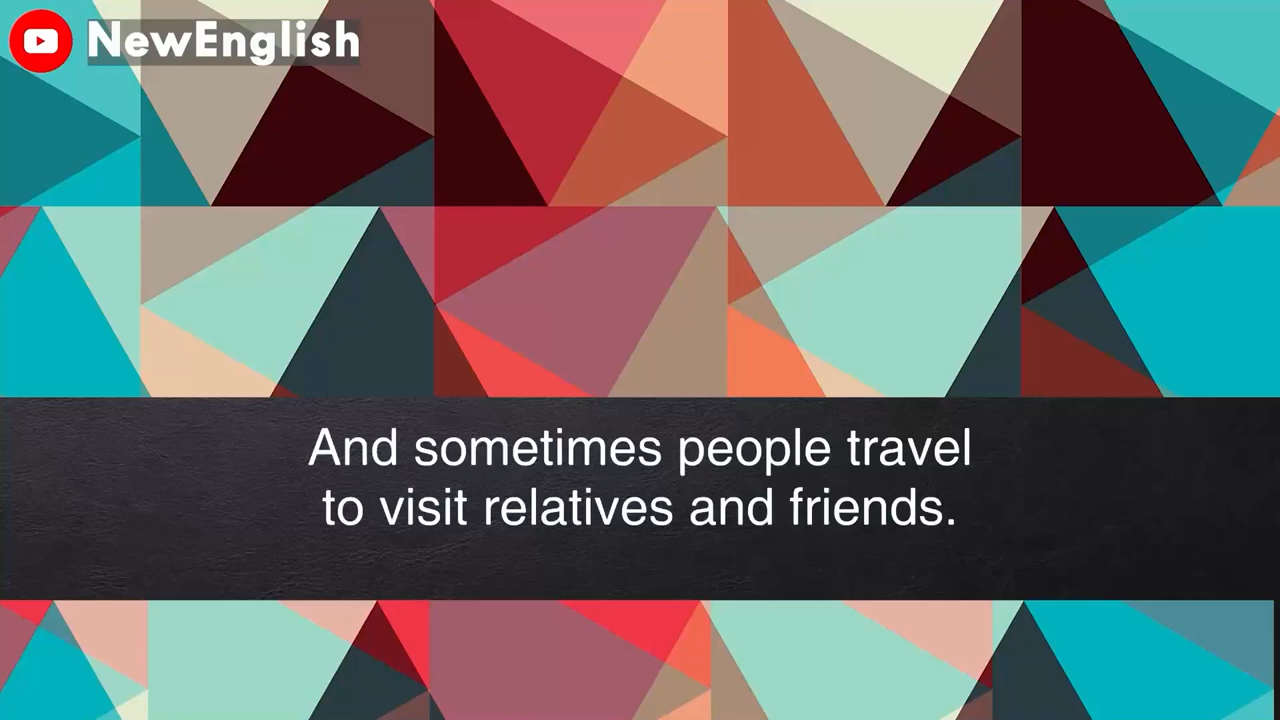 NewEnglish
And sometimes people travel
to visit relatives and friends.